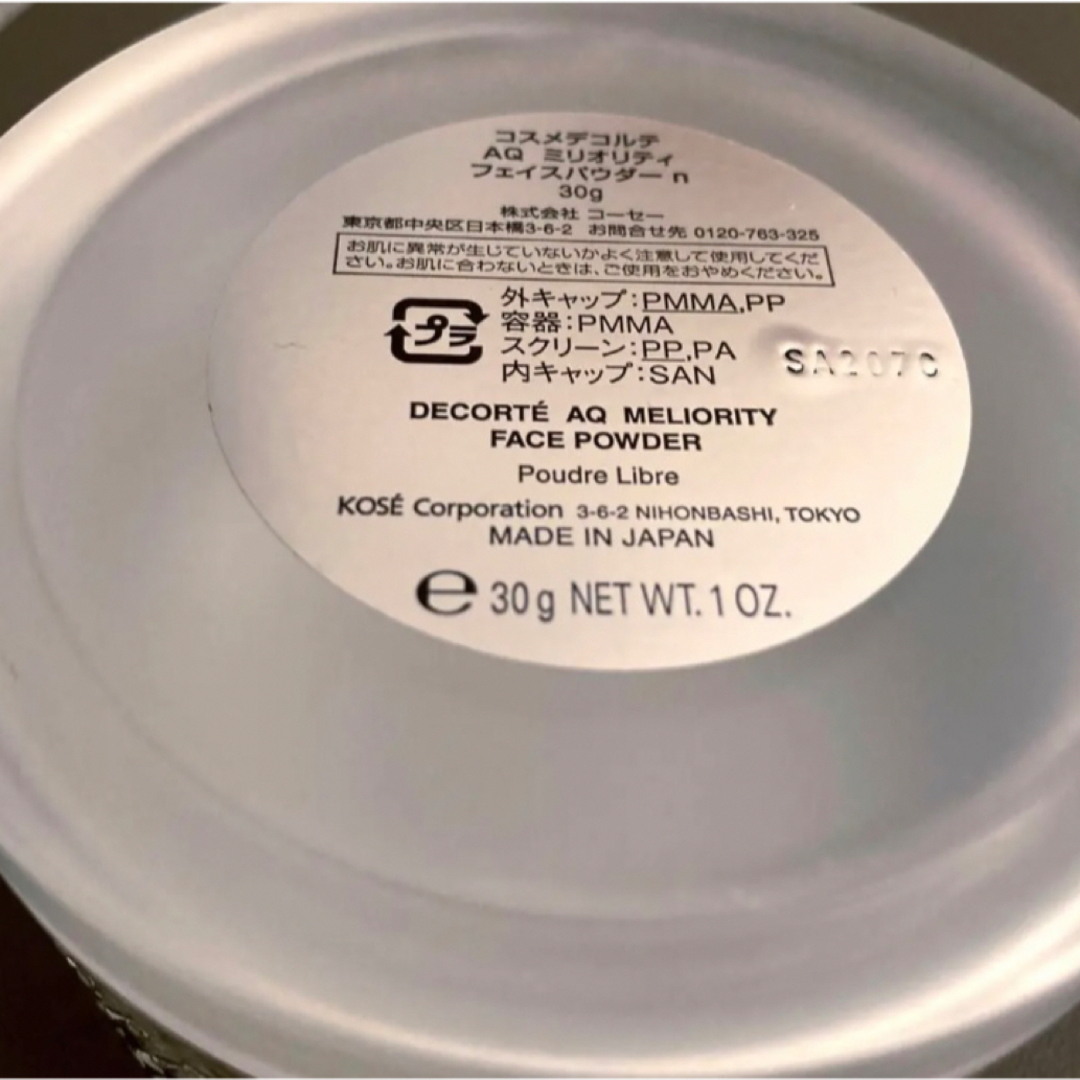 コスメデコルテ
AQ ミリオリティ
フェイスパウダー n
30g
株式会社 コーセー
東京都中央区日本橋3-6-2 お問合せ先 0120-763-325
お肌に異常が生じていないかよく注意して使用してくだ
さい。お肌に合わないときは、ご使用をおやめください。
プラ
外キャップ:PMMA,PP
容器:PMMA
スクリーン:PP,PA
内キャップ:SAN
SA207C
DECORTÉ AQ MELIORITY
FACE POWDER
Poudre Libre
KOSÉ Corporation 3-6-2 NIHONBASHI, TOKYO
MADE IN JAPAN
e 30g NET WT. 1 OZ.